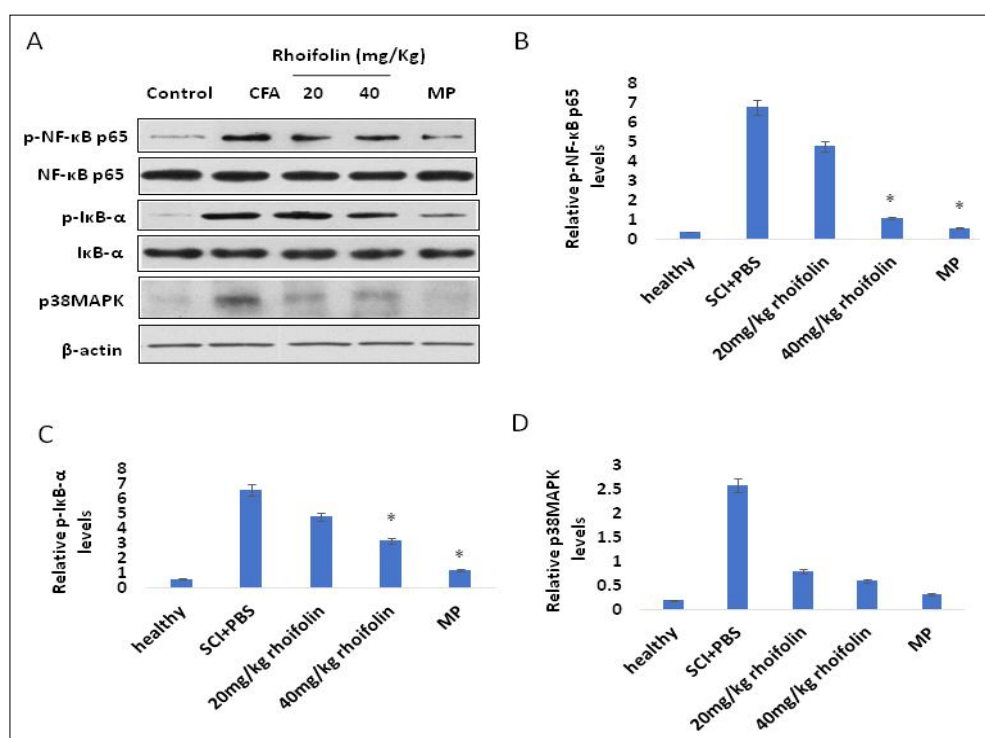 A
Rhoifolin (mg/Kg)
Control CFA 20 40 MP
p-NF-κB p65
NF-κB p65
p-IκB-α
IκB-α
p38MAPK
β-actin
B
Relative p-NF-κB p65
levels
8
7
6
5
4
3
2
1
0
* *
healthy SCI+PBS 20mg/kg rhoifolin 40mg/kg rhoifolin MP
C
Relative p-IκB-α
levels
8
7
6
5
4
3
2
1
0
* *
healthy SCI+PBS 20mg/kg rhoifolin 40mg/kg rhoifolin MP
D
Relative p38MAPK
levels
3
2.5
2
1.5
1
0.5
0
healthy SCI+PBS 20mg/kg rhoifolin 40mg/kg rhoifolin MP